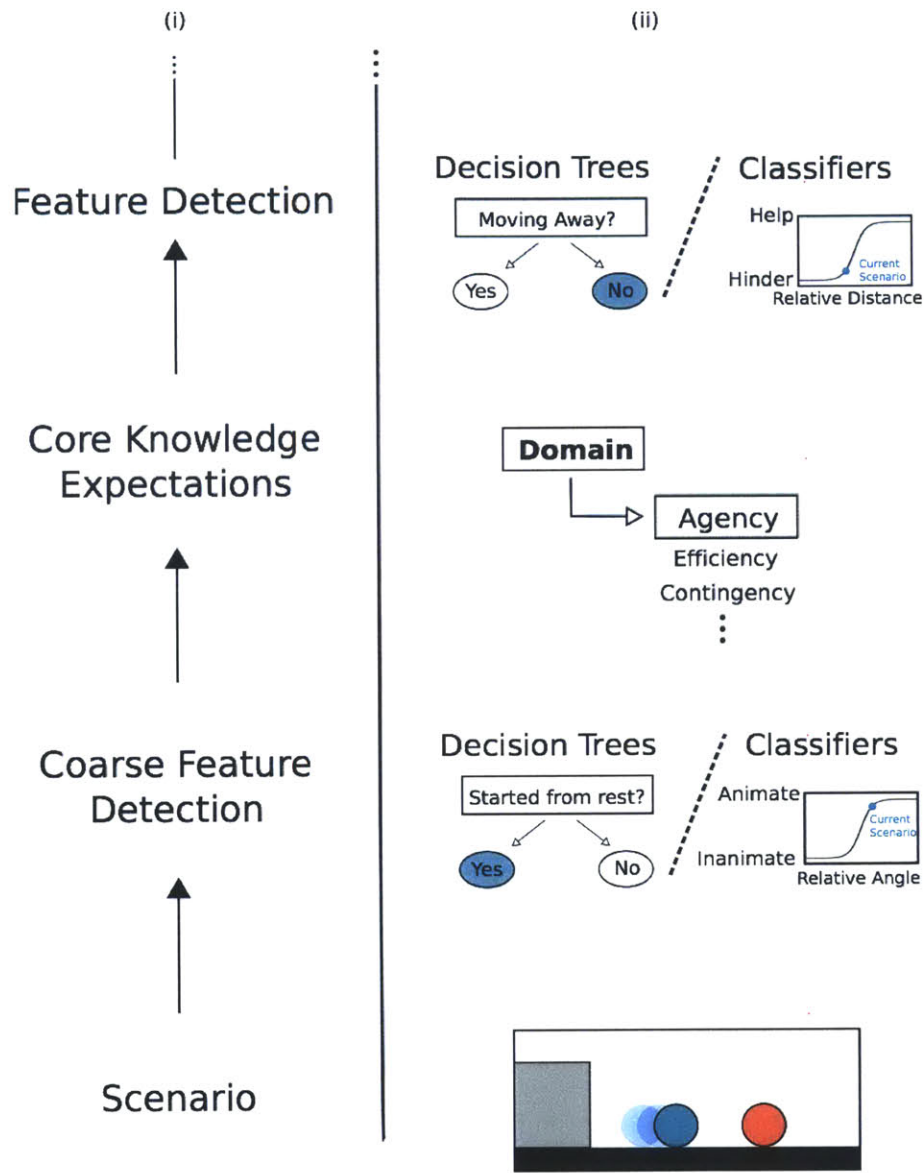 (i)
(ii)
Feature Detection
Decision Trees
Moving Away?
Yes
No
Classifiers
Help
Hinder
Current
Scenario
Relative Distance
Core Knowledge
Expectations
Domain
Agency
Efficiency
Contingency
Coarse Feature
Detection
Decision Trees
Started from rest?
Yes
No
Classifiers
Animate
Inanimate
Current
Scenario
Relative Angle
Scenario